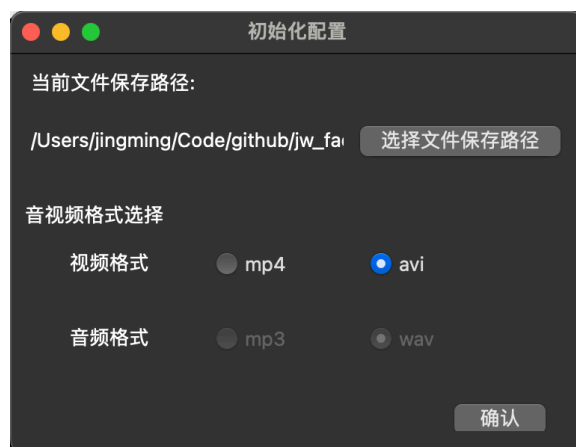 初始化配置
当前文件保存路径:
/Users/jingming/Code/github/jw_fa 选择文件保存路径
音视频格式选择
视频格式 mp4 avi
音频格式 mp3 wav
确认